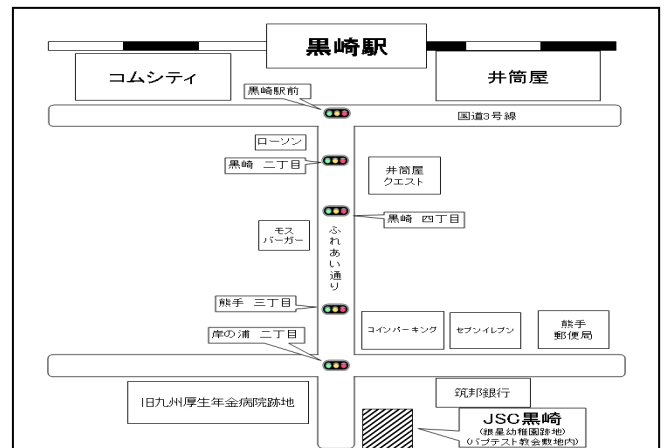 黒崎駅
コムシティ
井筒屋
黒崎駅前
国道3号線
ローソン
黒崎 二丁目
井筒屋
クエスト
黒崎 四丁目
モス
バーガー
ふれあい通り
熊手 三丁目
コインパーキング
セブンイレブン
熊手
郵便局
岸の浦 二丁目
旧九州厚生年金病院跡地
筑邦銀行
JSC黒崎
(銀星幼稚園跡地)
(バプテスト教会敷地内)